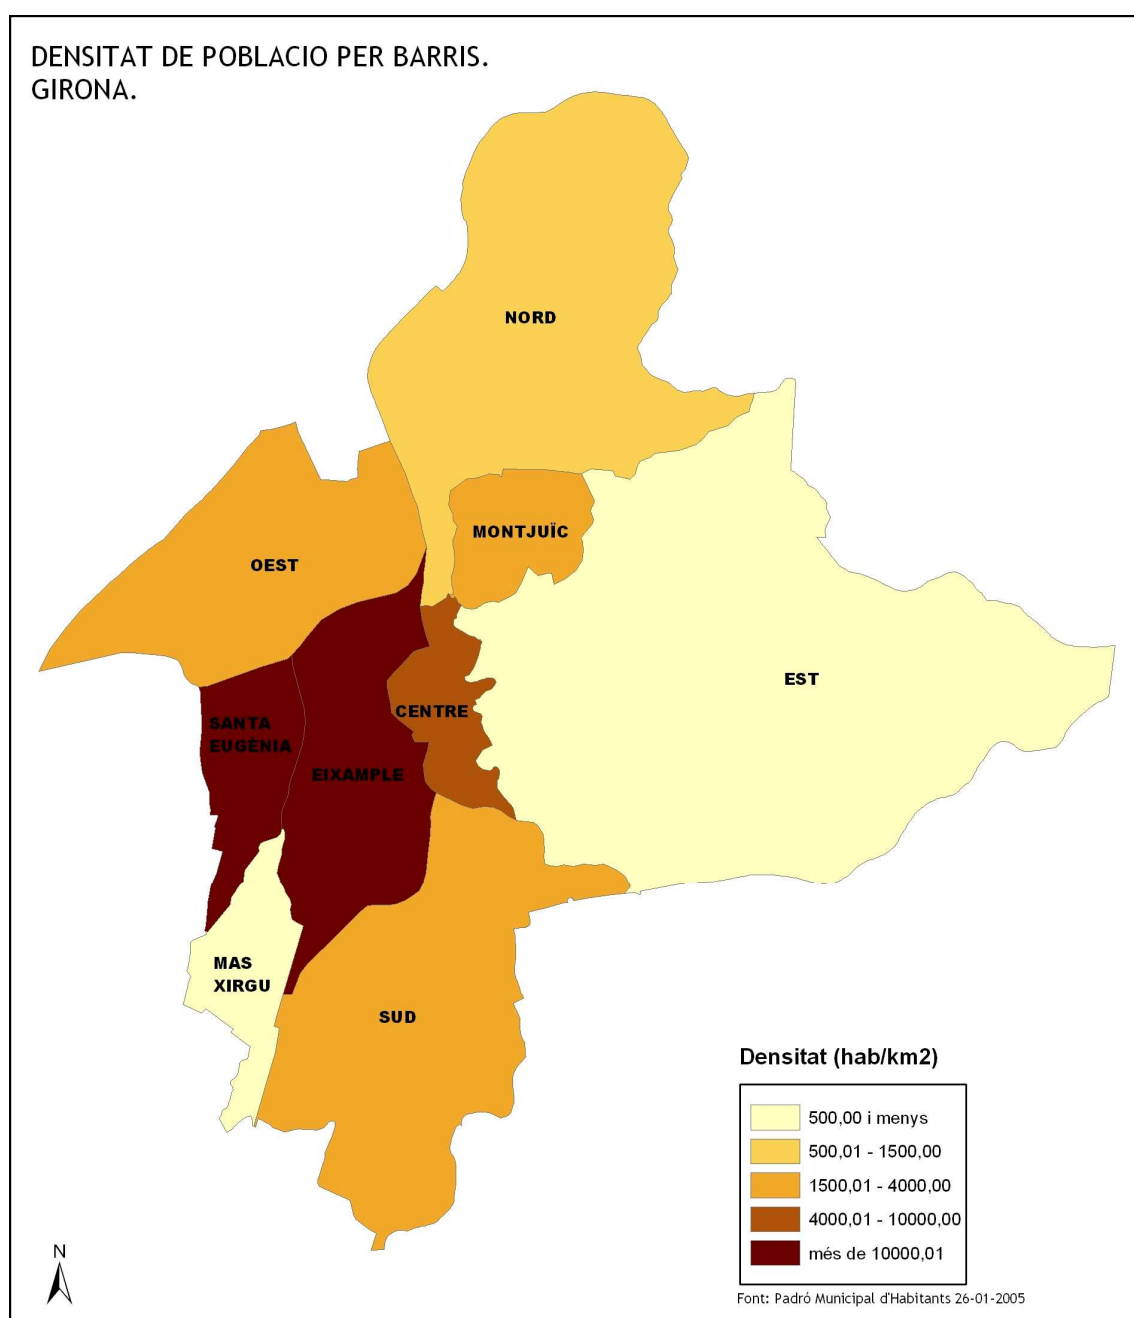 DENSITAT DE POBLACIO PER BARRIS.
GIRONA.
NORD
MONTJUÏC
OEST
EST
CENTRE
SANTA
EUGÈNIA
EIXAMPLE
MAS
XIRGU
SUD
Densitat (hab/km2)
500,00 i menys
500,01 - 1500,00
1500,01 - 4000,00
4000,01 - 10000,00
més de 10000,01
N
Font: Padró Municipal d'Habitants 26-01-2005